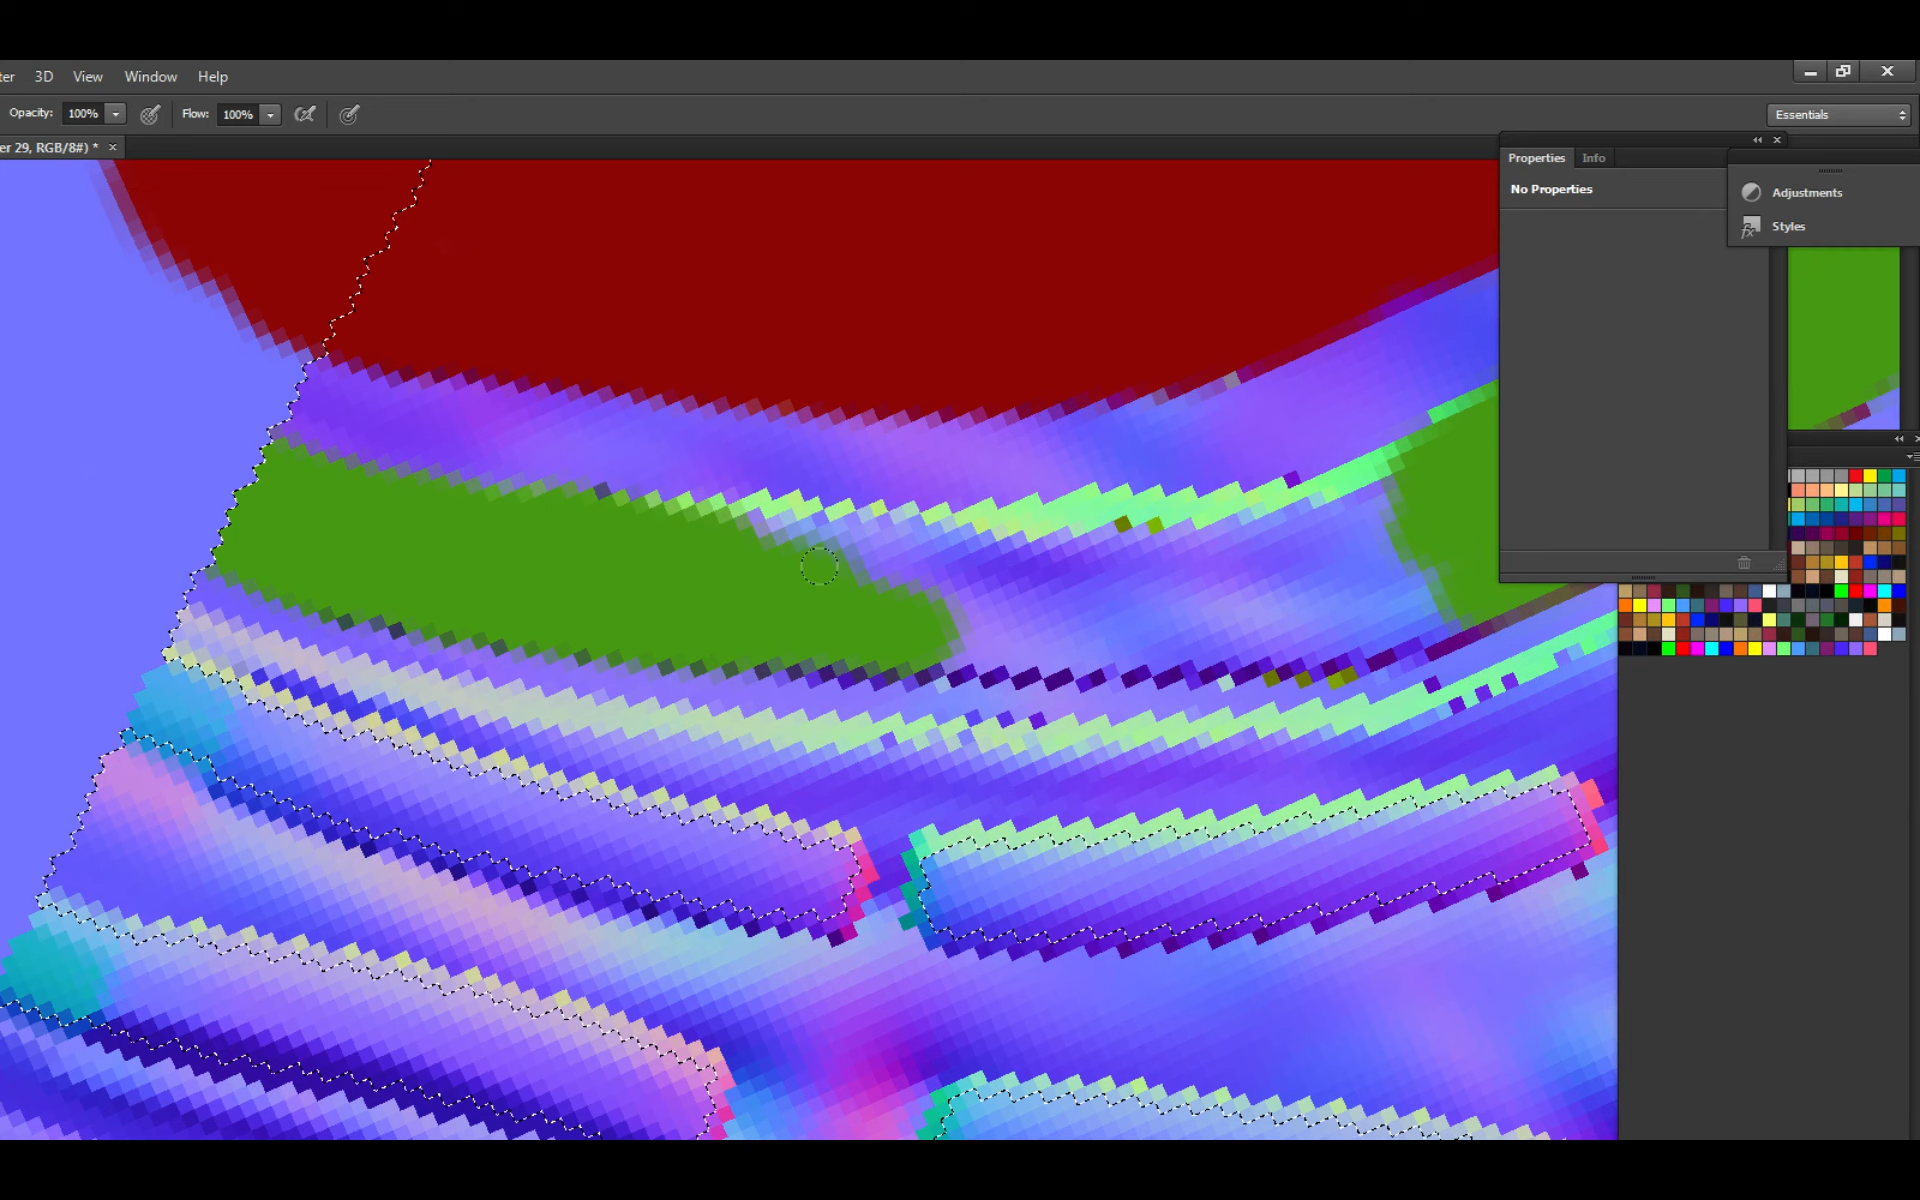 ter 3D View Window Help
Opacity: 100% Flow: 100% Essentials
er 29, RGB/8#) *
Properties Info
No Properties
Adjustments
Styles